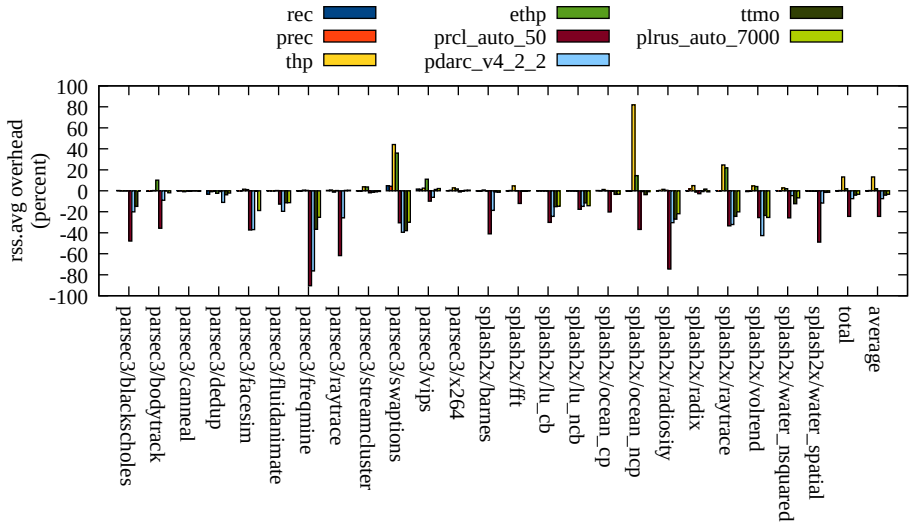 rec
prec
thp
ethp
prcl_auto_50
pdarc_v4_2_2
ttmo
plrus_auto_7000
rss.avg overhead
(percent)
100
80
60
40
20
0
-20
-40
-60
-80
-100
parsec3/blackscholes
parsec3/bodytrack
parsec3/canneal
parsec3/dedup
parsec3/facesim
parsec3/fluidanimate
parsec3/freqmine
parsec3/raytrace
parsec3/streamcluster
parsec3/swaptions
parsec3/vips
parsec3/x264
splash2x/barnes
splash2x/fft
splash2x/lu_cb
splash2x/lu_ncb
splash2x/ocean_cp
splash2x/ocean_ncp
splash2x/radiosity
splash2x/radix
splash2x/raytrace
splash2x/volrend
splash2x/water_nsquared
splash2x/water_spatial
total
average